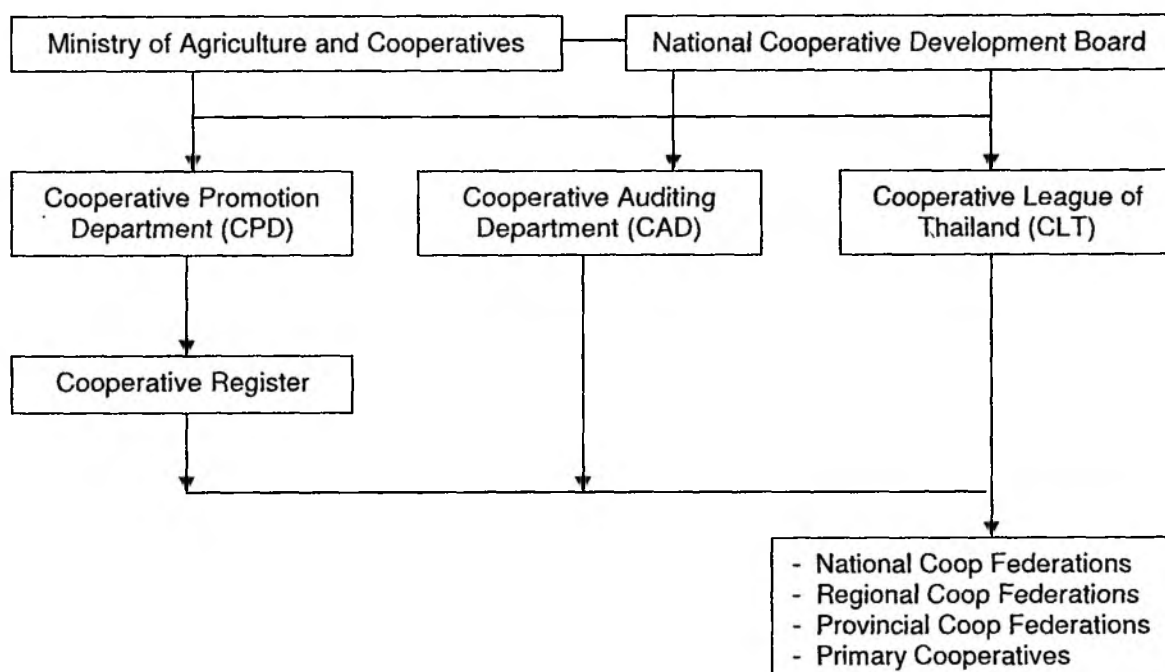 Ministry of Agriculture and Cooperatives
National Cooperative Development Board
Cooperative Promotion
Department (CPD)
Cooperative Auditing
Department (CAD)
Cooperative League of
Thailand (CLT)
Cooperative Register
- National Coop Federations
- Regional Coop Federations
- Provincial Coop Federations
- Primary Cooperatives